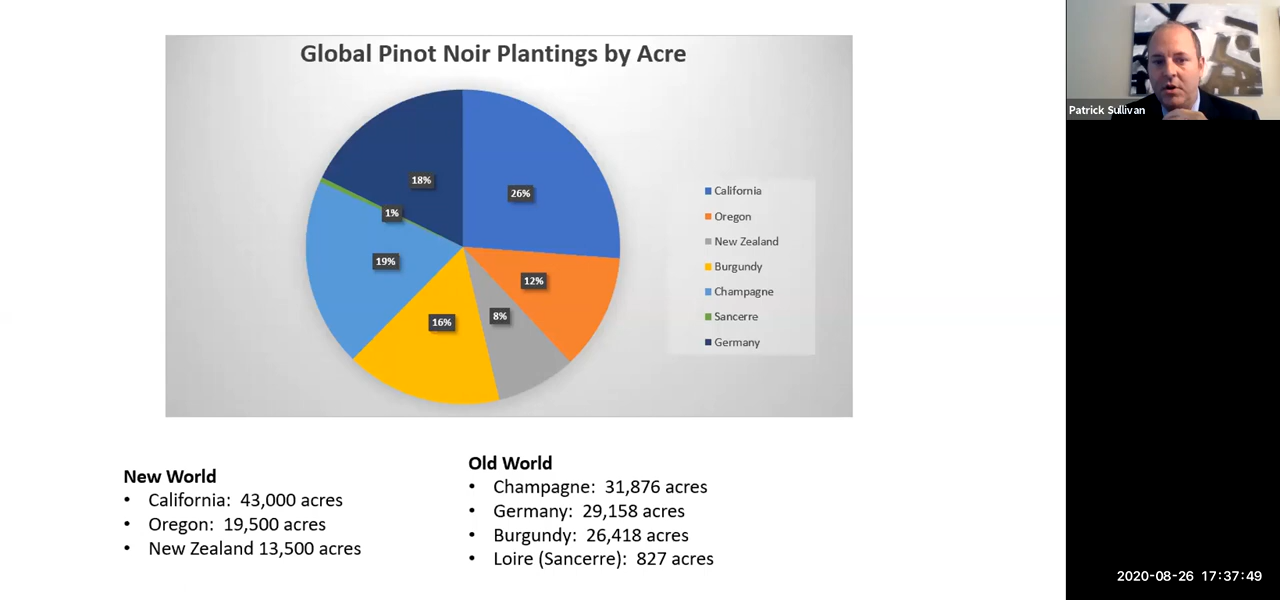 Global Pinot Noir Plantings by Acre
26%
12%
8%
16%
19%
1%
18%
California
Oregon
New Zealand
Burgundy
Champagne
Sancerre
Germany
New World
• California: 43,000 acres
• Oregon: 19,500 acres
• New Zealand 13,500 acres
Old World
• Champagne: 31,876 acres
• Germany: 29,158 acres
• Burgundy: 26,418 acres
• Loire (Sancerre): 827 acres
Patrick Sullivan
2020-08-26 17:37:49